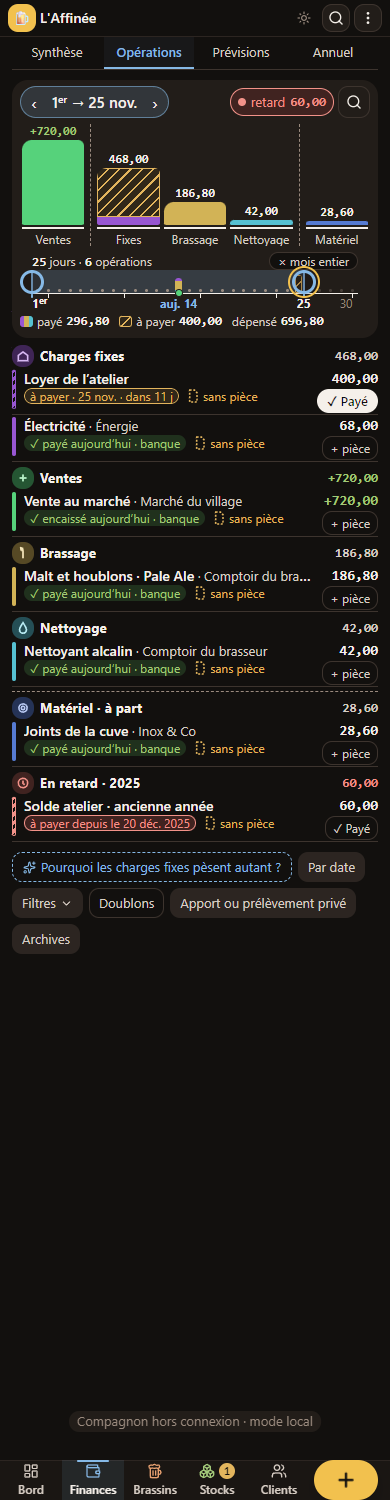 L'Affinée
Synthèse Opérations Prévisions Annuel
‹ 1er → 25 nov. › retard 60,00
+720,00
468,00
186,80
42,00
28,60
Ventes Fixes Brassage Nettoyage Matériel
25 jours · 6 opérations × mois entier
1er auj. 14 25 30
payé 296,80 à payer 400,00 dépensé 696,80
Charges fixes 468,00
Loyer de l'atelier 400,00
à payer · 25 nov. · dans 11 j sans pièce ✓ Payé
Électricité · Énergie 68,00
✓ payé aujourd'hui · banque sans pièce + pièce
Ventes +720,00
Vente au marché · Marché du village +720,00
✓ encaissé aujourd'hui · banque sans pièce + pièce
Brassage 186,80
Malt et houblons · Pale Ale · Comptoir du bra... 186,80
✓ payé aujourd'hui · banque sans pièce + pièce
Nettoyage 42,00
Nettoyant alcalin · Comptoir du brasseur 42,00
✓ payé aujourd'hui · banque sans pièce + pièce
Matériel · à part 28,60
Joints de la cuve · Inox & Co 28,60
✓ payé aujourd'hui · banque sans pièce + pièce
En retard · 2025 60,00
Solde atelier · ancienne année 60,00
à payer depuis le 20 déc. 2025 sans pièce ✓ Payé
Pourquoi les charges fixes pèsent autant ? Par date
Filtres Doublons Apport ou prélèvement privé
Archives
Compagnon hors connexion · mode local
1
Bord Finances Brassins Stocks Clients +